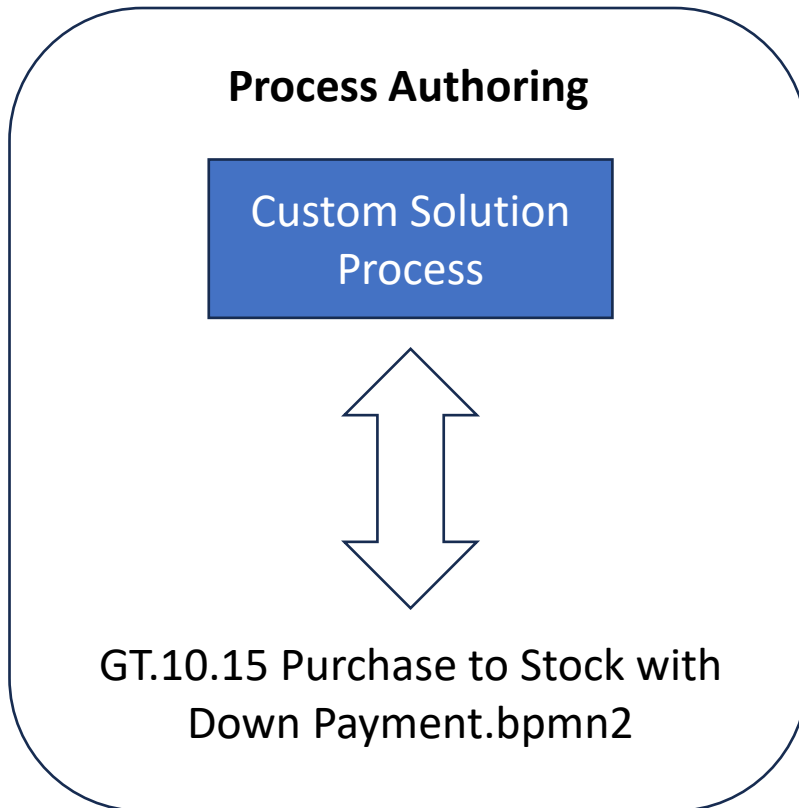 Process Authoring
Custom Solution
Process
GT.10.15 Purchase to Stock with
Down Payment.bpmn2